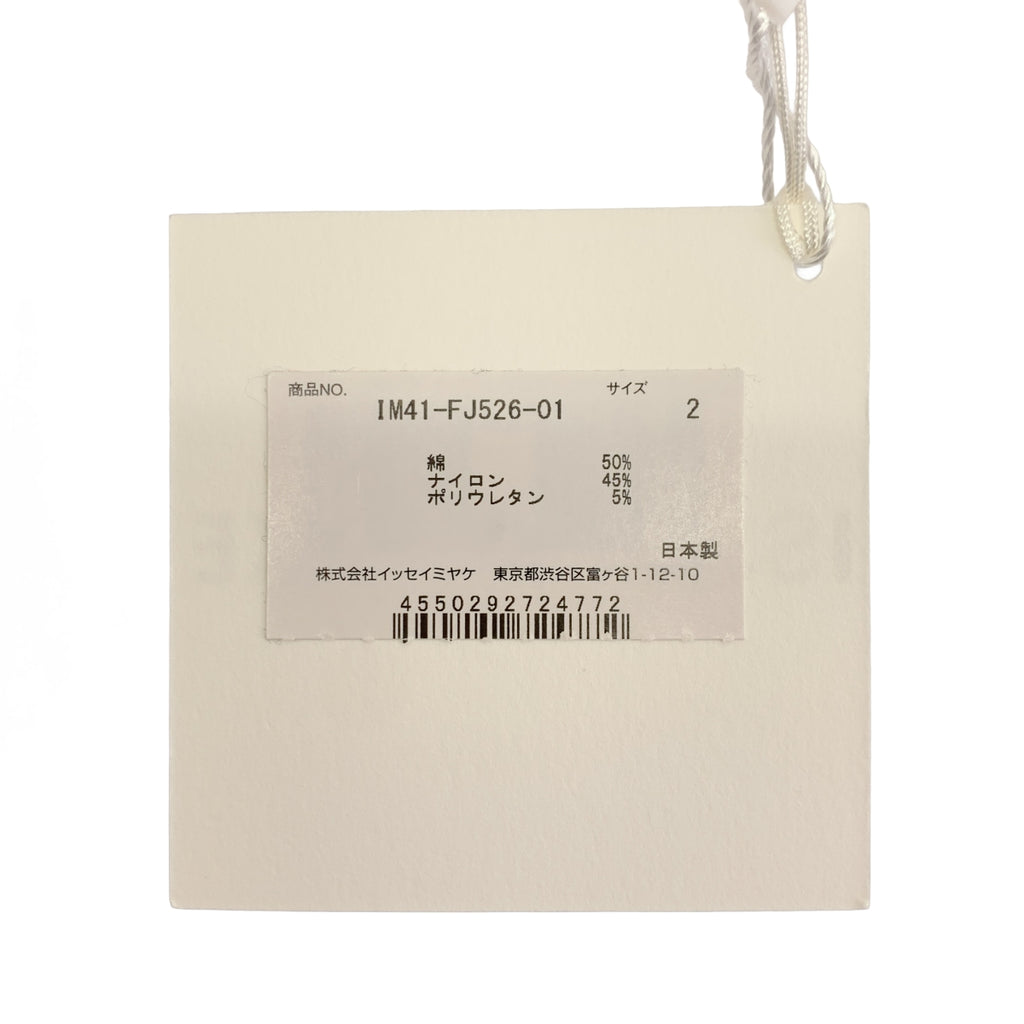 商品NO. サイズ
IM41-FJ526-01 2
綿 50%
ナイロン 45%
ポリウレタン 5%
日本製
株式会社イッセイミヤケ 東京都渋谷区富ヶ谷1-12-10
4550292724772